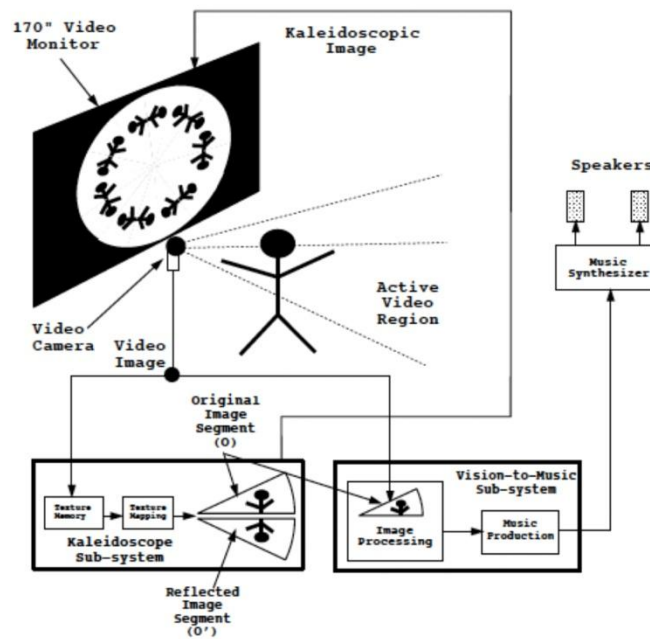 170" Video
Monitor
Kaleidoscopic
Image
Speakers
Music
Synthesizer
Active
Video
Region
Video
Camera
Video
Image
Original
Image
Segment
(O)
Vision-to-Music
Sub-system
Texture
Memory
Texture
Mapping
Image
Processing
Music
Production
Kaleidoscope
Sub-system
Reflected
Image
Segment
(O')